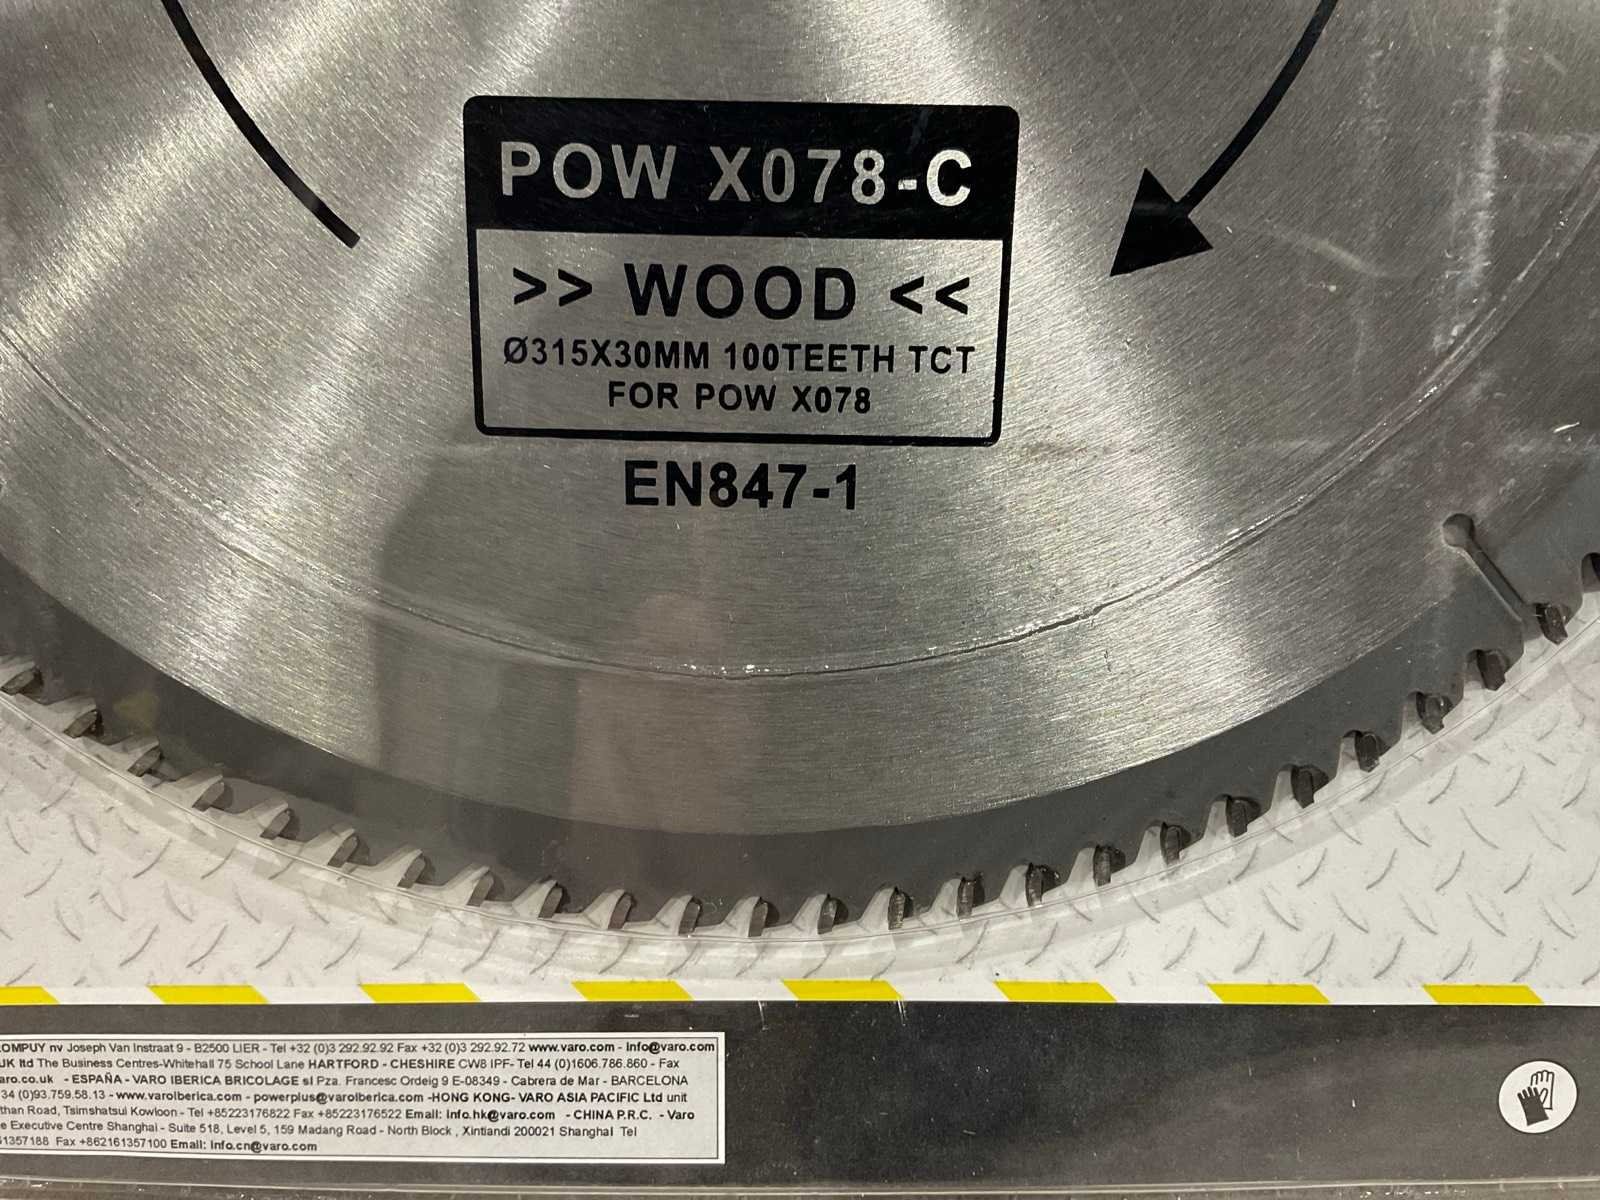 POW X078-C
>> WOOD <<
Ø315X30MM 100TEETH TCT
FOR POW X078
EN847-1
OMPUY nv Joseph Van Instraat 9 - B2500 LIER - Tel +32 (0)3 292.92.92 Fax +32 (0)3 292.92.72 www.varo.com - info@varo.com
UK ltd The Business Centres-Whitehall 75 School Lane HARTFORD - CHESHIRE CW8 IPF- Tel 44 (0)1606.786.860 - Fax
aro.co.uk - ESPAÑA - VARO IBERICA BRICOLAGE sl Pza. Francesc Ordeig 9 E-08349 - Cabrera de Mar - BARCELONA
34 (0)93.759.58.13 - www.varoiberica.com - powerplus@varoiberica.com -HONG KONG- VARO ASIA PACIFIC Ltd unit
than Road, Tsimshatsui Kowloon - Tel +85223176822 Fax +85223176522 Email: info.hk@varo.com - CHINA P.R.C. - Varo
e Executive Centre Shanghai - Suite 518, Level 5, 159 Madang Road - North Block , Xintiandi 200021 Shanghai Tel
61357188 Fax +862161357100 Email: info.cn@varo.com